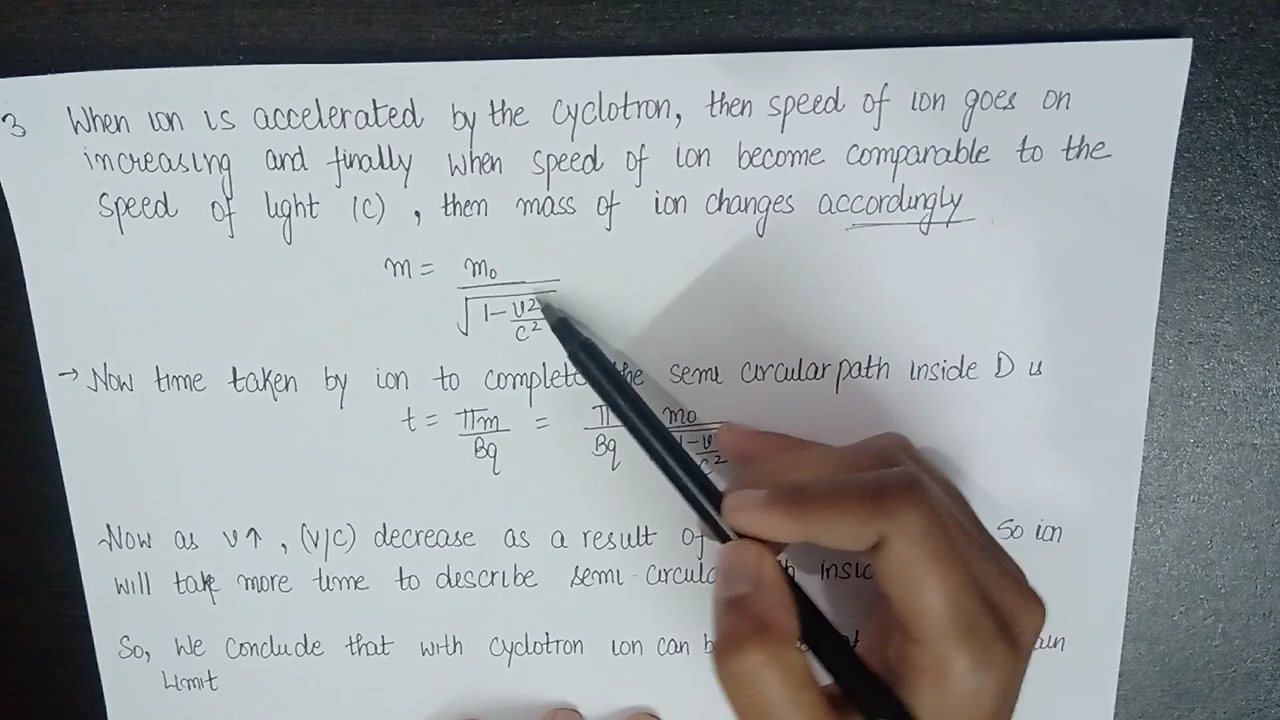 3 When ion is accelerated by the cyclotron, then speed of ion goes on
increasing and finally when speed of ion become comparable to the
speed of light (c) , then mass of ion changes accordingly
m = m₀ / √(1 - v²/c²)
→ Now time taken by ion to complete the semi circular path inside D is
t = πm / Bq = π / Bq m₀ / 1 - v / c²
Now as v↑ , (v/c) decrease as a result of So ion
will take more time to describe semi-circular
So, we conclude that with cyclotron ion can
limit